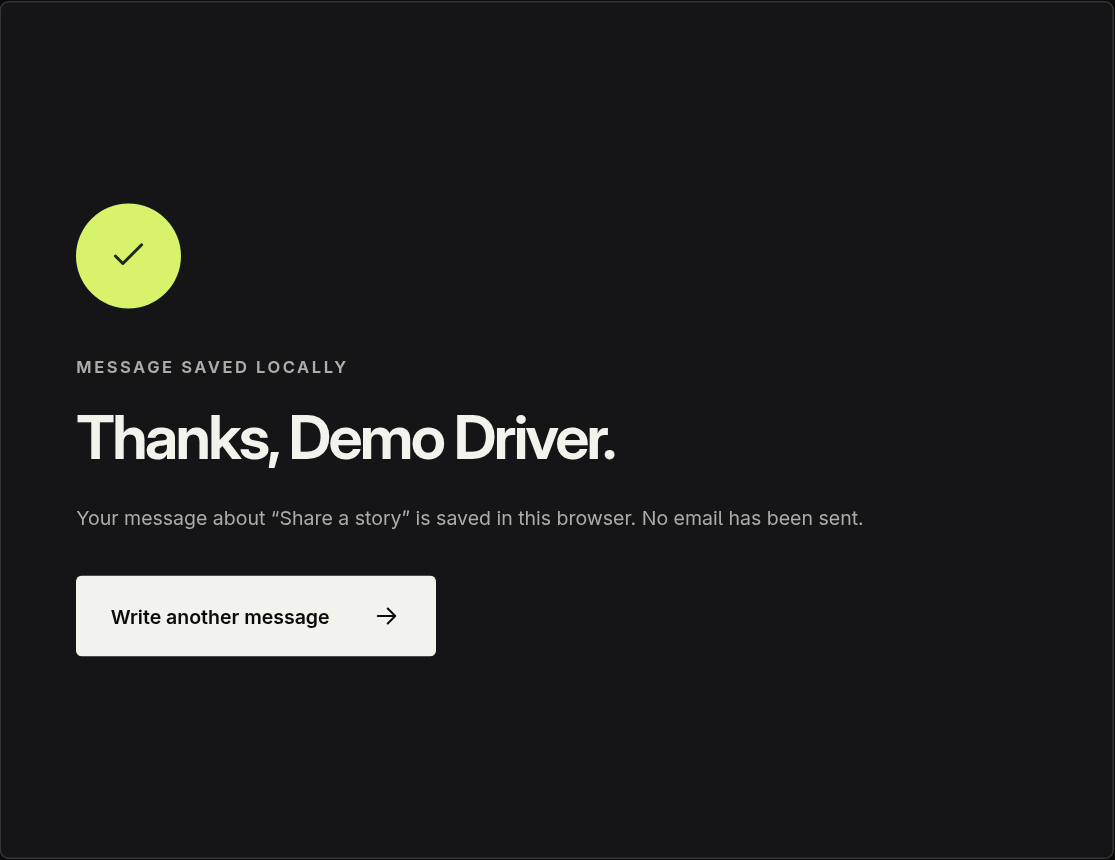 MESSAGE SAVED LOCALLY
Thanks, Demo Driver.
Your message about “Share a story” is saved in this browser. No email has been sent.
Write another message